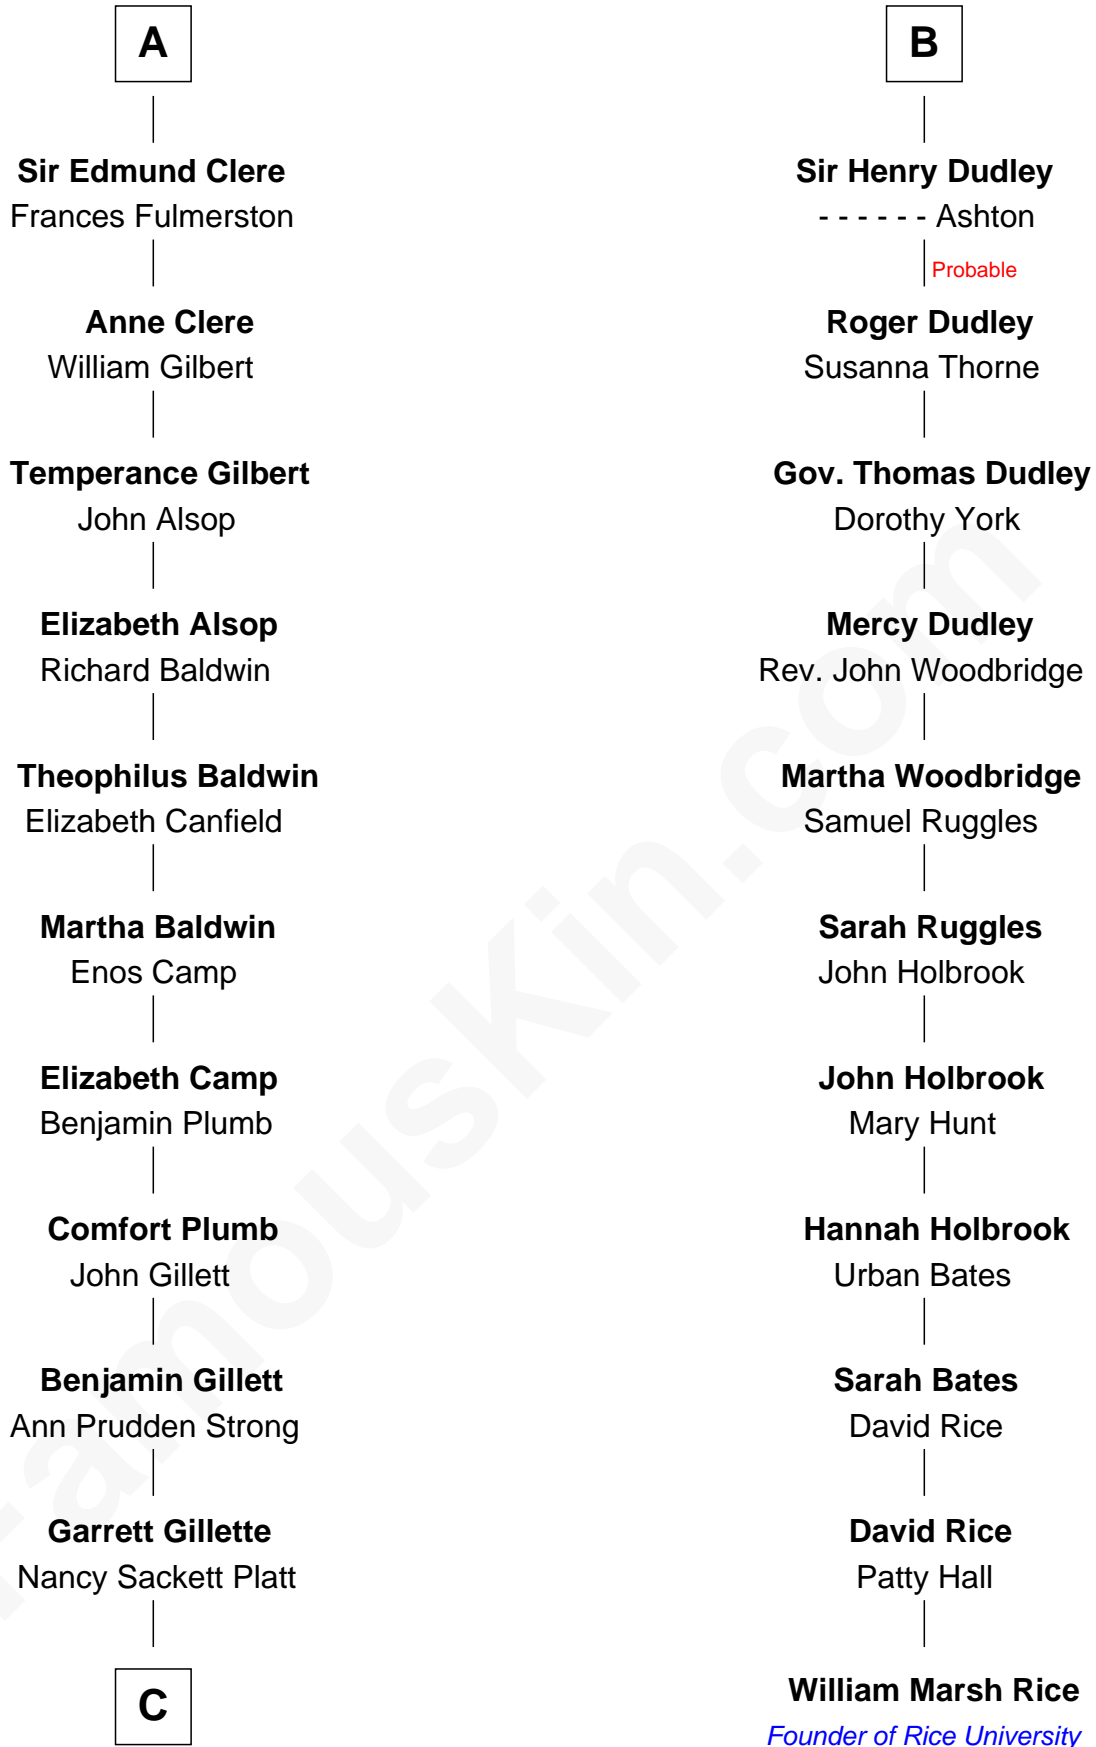 A
Sir Edmund Clere
Frances Fulmerston
Anne Clere
William Gilbert
Temperance Gilbert
John Alsop
Elizabeth Alsop
Richard Baldwin
Theophilus Baldwin
Elizabeth Canfield
Martha Baldwin
Enos Camp
Elizabeth Camp
Benjamin Plumb
Comfort Plumb
John Gillett
Benjamin Gillett
Ann Prudden Strong
Garrett Gillette
Nancy Sackett Platt
C
B
Sir Henry Dudley
- - - - - - Ashton
Probable
Roger Dudley
Susanna Thorne
Gov. Thomas Dudley
Dorothy York
Mercy Dudley
Rev. John Woodbridge
Martha Woodbridge
Samuel Ruggles
Sarah Ruggles
John Holbrook
John Holbrook
Mary Hunt
Hannah Holbrook
Urban Bates
Sarah Bates
David Rice
David Rice
Patty Hall
William Marsh Rice
Founder of Rice University
FamousKin.com